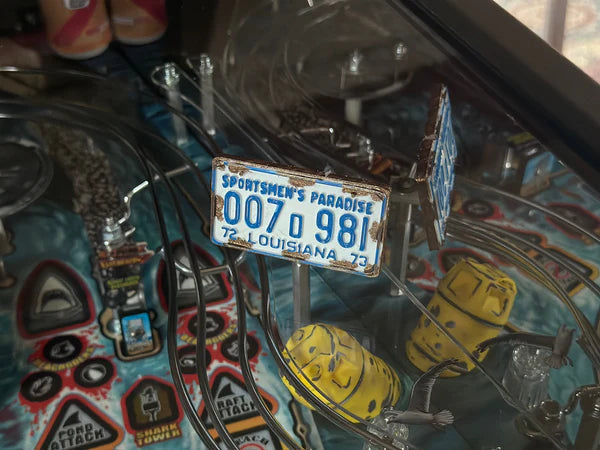 SPORTSMEN'S PARADISE
007 D 981
72 LOUISIANA 73
POND
ATTACK
SHARK
TOWER
RAFT
ATTACK